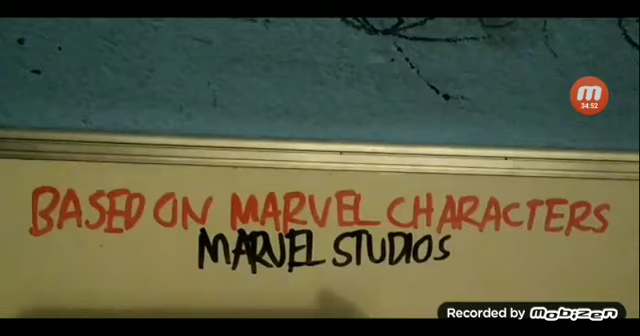 m
34:52
BASED ON MARVEL CHARACTERS
MARVEL STUDIOS
Recorded by mobizen